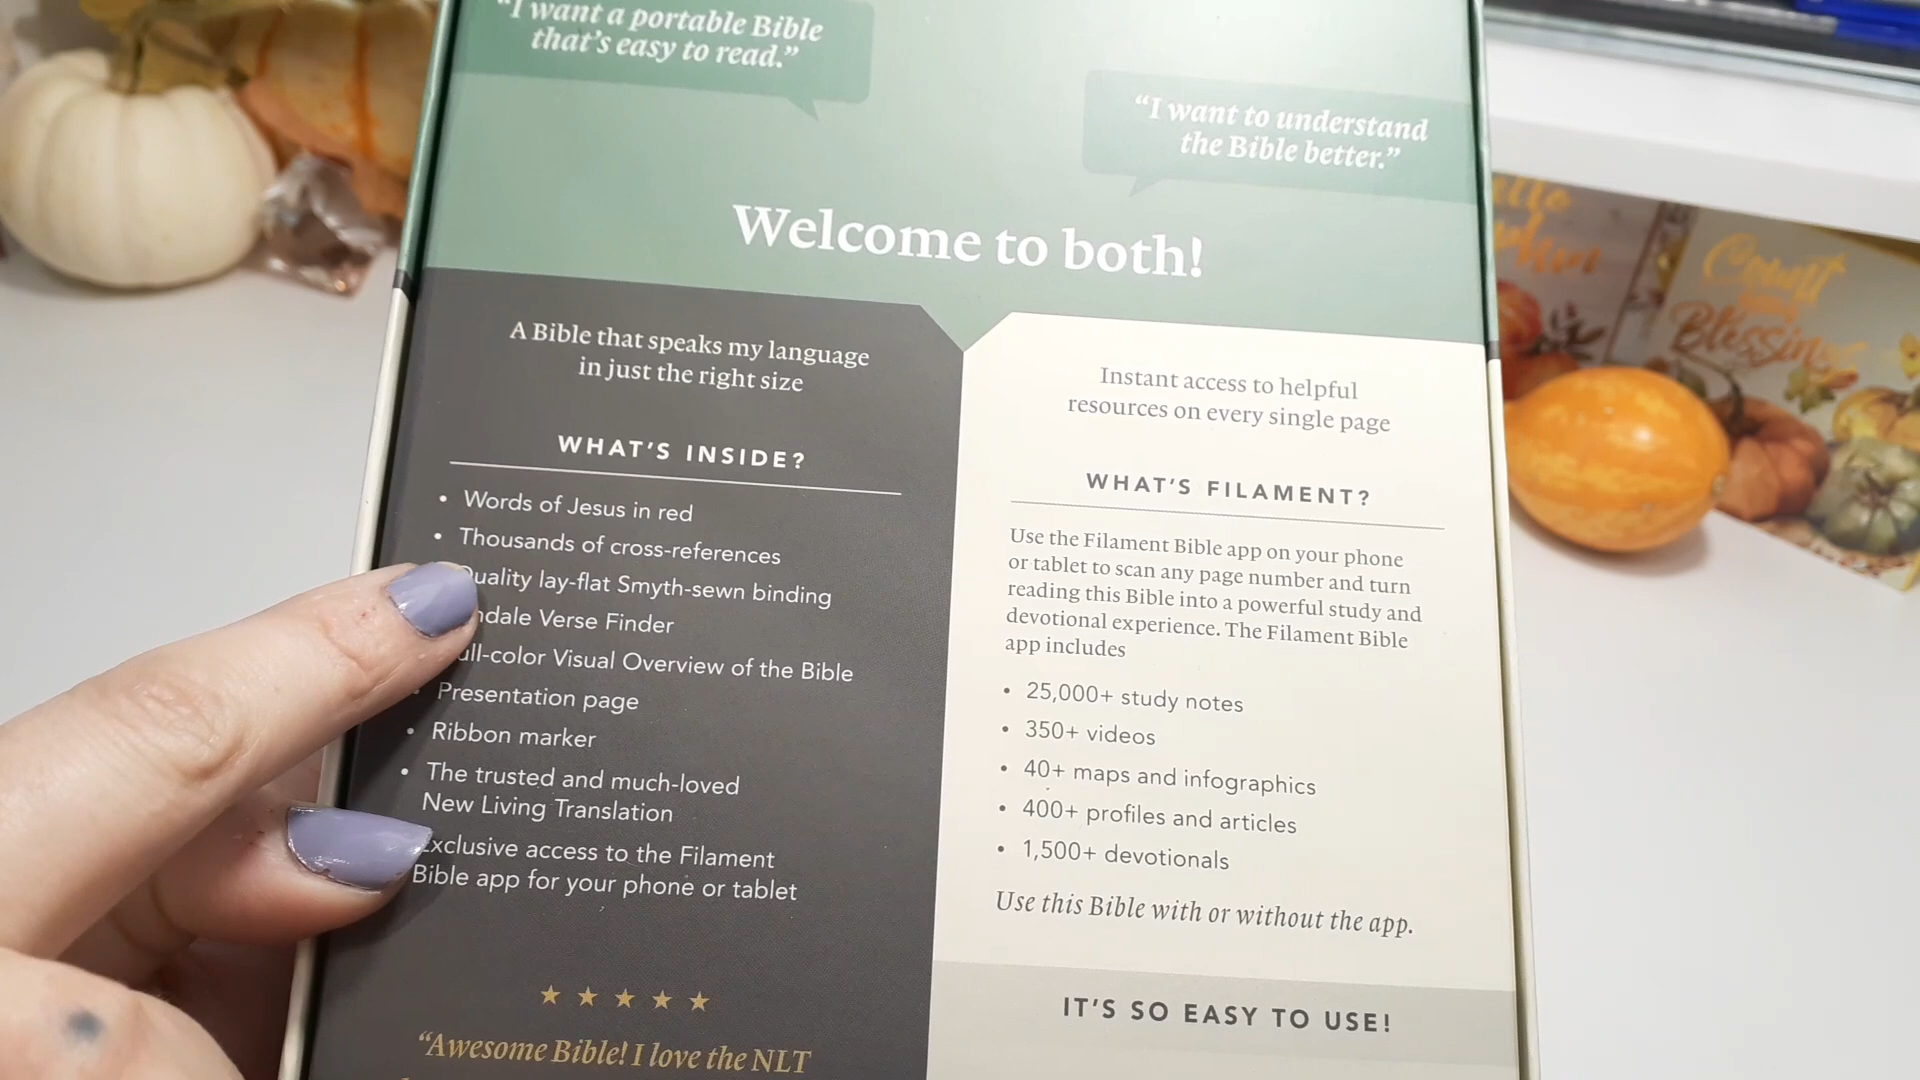 "I want a portable Bible
that's easy to read."
"I want to understand
the Bible better."
Welcome to both!
A Bible that speaks my language
in just the right size
WHAT'S INSIDE?
• Words of Jesus in red
• Thousands of cross-references
uality lay-flat Smyth-sewn binding
ndale Verse Finder
ull-color Visual Overview of the Bible
• Presentation page
• Ribbon marker
• The trusted and much-loved
New Living Translation
Exclusive access to the Filament
Bible app for your phone or tablet
"Awesome Bible! I love the NLT
Instant access to helpful
resources on every single page
WHAT'S FILAMENT?
Use the Filament Bible app on your phone
or tablet to scan any page number and turn
reading this Bible into a powerful study and
devotional experience. The Filament Bible
app includes
• 25,000+ study notes
• 350+ videos
• 40+ maps and infographics
• 400+ profiles and articles
• 1,500+ devotionals
Use this Bible with or without the app.
IT'S SO EASY TO USE!
Count
Blessings